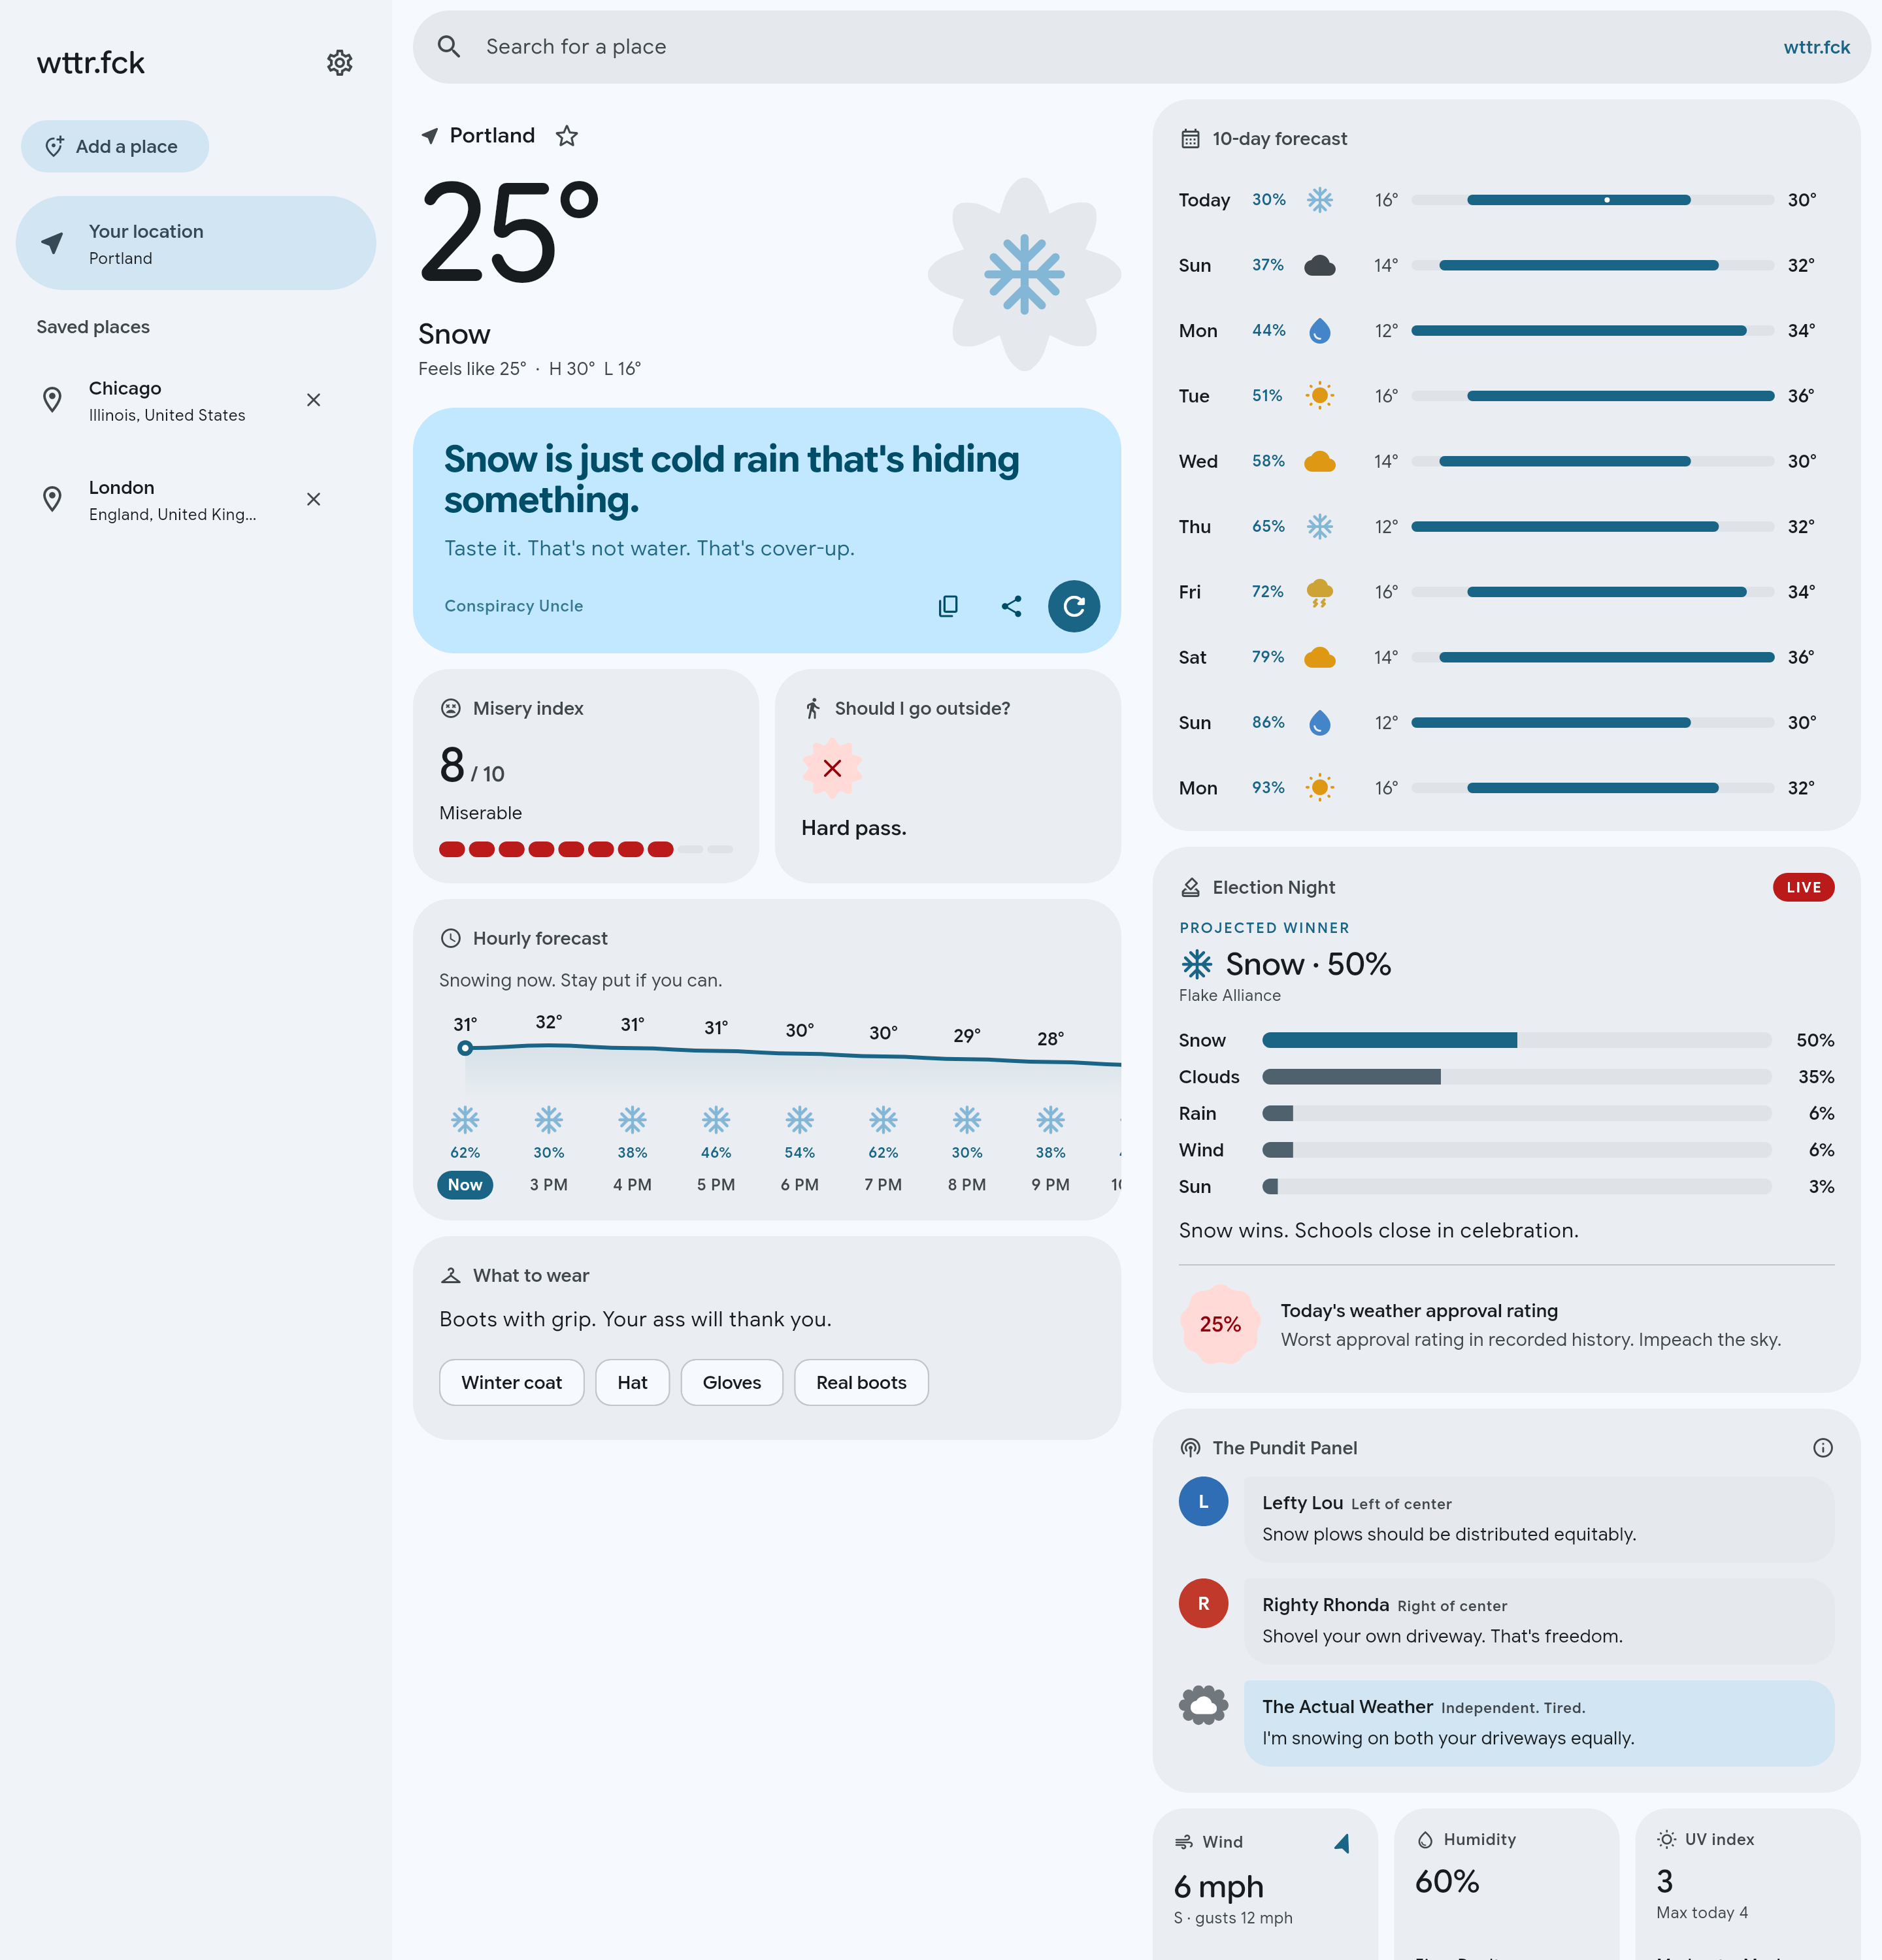 wttr.fck
Add a place
Your location
Portland
Saved places
Chicago
Illinois, United States
London
England, United King...
Search for a place
wttr.fck
Portland
25°
Snow
Feels like 25° · H 30° L 16°
Snow is just cold rain that's hiding
something.
Taste it. That's not water. That's cover-up.
Conspiracy Uncle
Misery index
8 / 10
Miserable
Should I go outside?
Hard pass.
Hourly forecast
Snowing now. Stay put if you can.
31° 32° 31° 31° 30° 30° 29° 28°
62% 30% 38% 46% 54% 62% 30% 38%
Now 3 PM 4 PM 5 PM 6 PM 7 PM 8 PM 9 PM
What to wear
Boots with grip. Your ass will thank you.
Winter coat Hat Gloves Real boots
10-day forecast
Today 30% 16° 30°
Sun 37% 14° 32°
Mon 44% 12° 34°
Tue 51% 16° 36°
Wed 58% 14° 30°
Thu 65% 12° 32°
Fri 72% 16° 34°
Sat 79% 14° 36°
Sun 86% 12° 30°
Mon 93% 16° 32°
Election Night LIVE
PROJECTED WINNER
Snow · 50%
Flake Alliance
Snow 50%
Clouds 35%
Rain 6%
Wind 6%
Sun 3%
Snow wins. Schools close in celebration.
25%
Today's weather approval rating
Worst approval rating in recorded history. Impeach the sky.
The Pundit Panel
L
Lefty Lou Left of center
Snow plows should be distributed equitably.
R
Righty Rhonda Right of center
Shovel your own driveway. That's freedom.
The Actual Weather Independent. Tired.
I'm snowing on both your driveways equally.
Wind
6 mph
S · gusts 12 mph
Humidity
60%
UV index
3
Max today 4